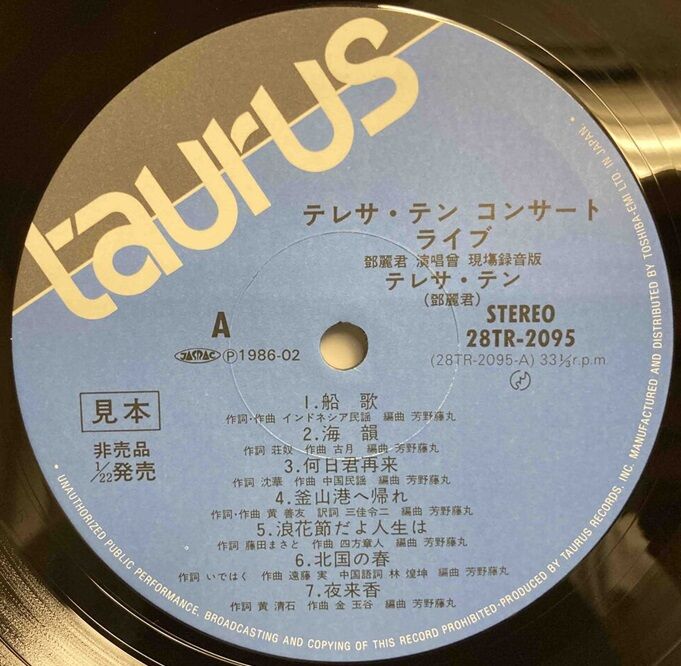 taurus
テレサ・テン コンサート
ライブ
鄧麗君 演唱會 現場録音版
テレサ・テン
(鄧麗君)
A
STEREO
28TR-2095
JASRAC Ⓟ1986-02
(28TR-2095-A) 33⅓r.p.m
見本
非売品
1/22発売
1.船 歌
作詞・作曲 インドネシア民謡 編曲 芳野藤丸
2.海 韻
作詞 荘奴 作曲 古月 編曲 芳野藤丸
3.何日君再来
作詞 沈華 作曲 中国民謡 編曲 芳野藤丸
4.釜山港へ帰れ
作詞・作曲 黄 善友 訳詞 三佳令二 編曲 芳野藤丸
5.浪花節だよ人生は
作詞 藤田まさと 作曲 四方章人 編曲 芳野藤丸
6.北国の春
作詞 いではく 作曲 遠藤 実 中国語詞 林 煌坤 編曲 芳野藤丸
7.夜来香
作詞 黄 清石 作曲 金 玉谷 編曲 芳野藤丸
• UNAUTHORIZED PUBLIC PERFORMANCE, BROADCASTING AND COPYING OF THIS RECORD PROHIBITED-PRODUCED BY TAURUS RECORDS, INC. MANUFACTURED AND DISTRIBUTED BY TOSHIBA-EMI LTD IN JAPAN. •